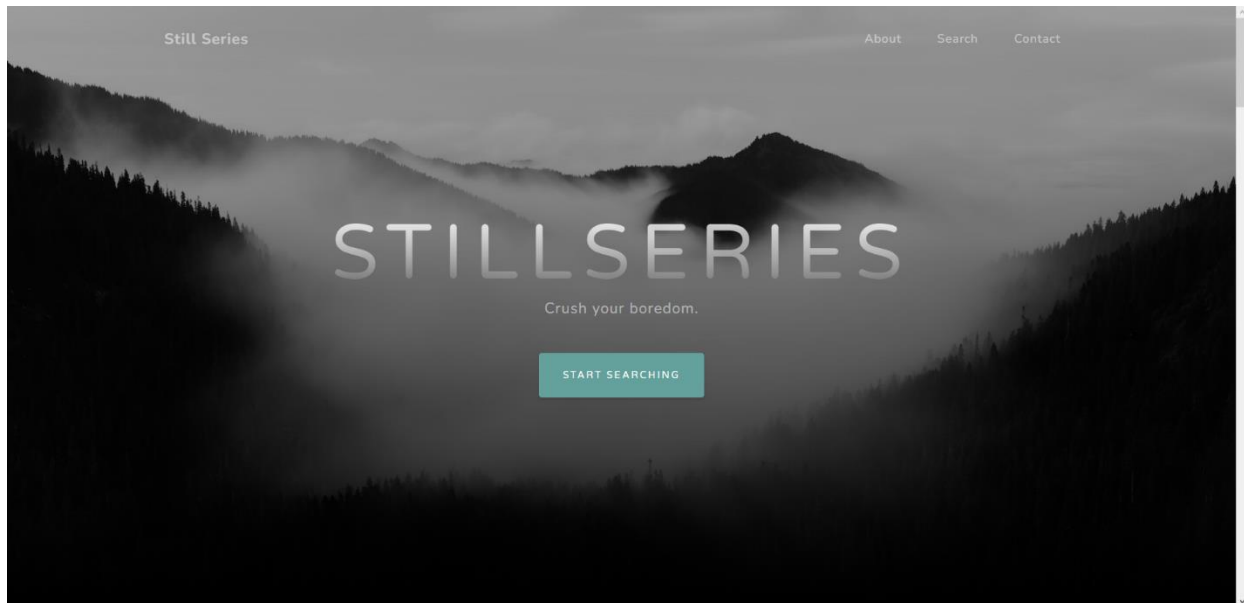 Still Series
About Search Contact
STILLSERIES
Crush your boredom.
START SEARCHING